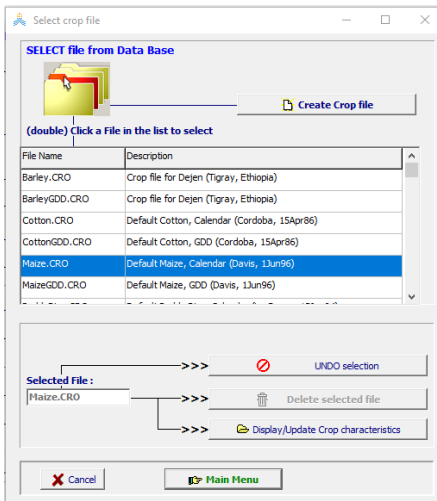 Select crop file
SELECT file from Data Base
Create Crop file
(double) Click a File in the list to select
File Name Description
Barley.CRO Crop file for Dejen (Tigray, Ethiopia)
BarleyGDD.CRO Crop file for Dejen (Tigray, Ethiopia)
Cotton.CRO Default Cotton, Calendar (Cordoba, 15Apr86)
CottonGDD.CRO Default Cotton, GDD (Cordoba, 15Apr86)
Maize.CRO Default Maize, Calendar (Davis, 1Jun96)
MaizeGDD.CRO Default Maize, GDD (Davis, 1Jun96)
>>> UNDO selection
Selected File :
Maize.CRO
>>> Delete selected file
>>> Display/Update Crop characteristics
Cancel Main Menu